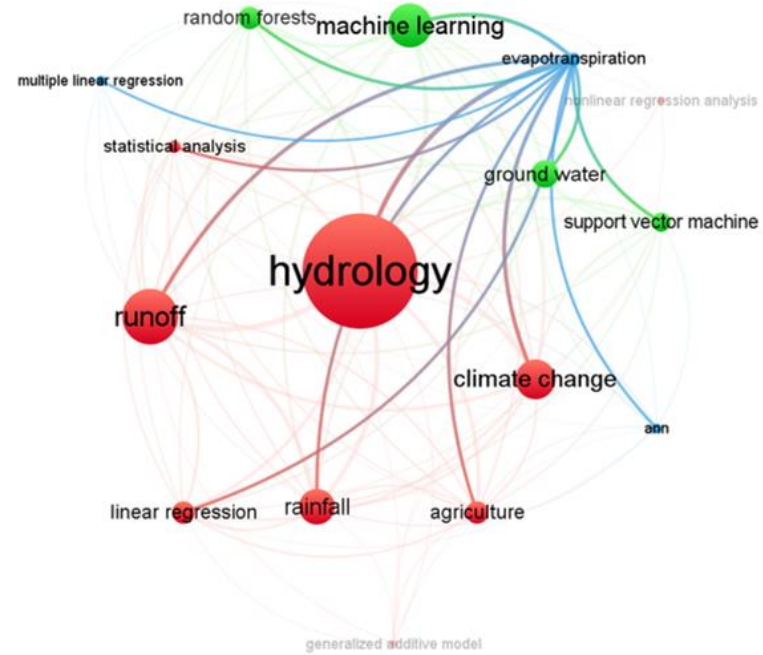 random forests
machine learning
evapotranspiration
multiple linear regression
nonlinear regression analysis
statistical analysis
ground water
support vector machine
hydrology
runoff
climate change
ann
linear regression
rainfall
agriculture
generalized additive model